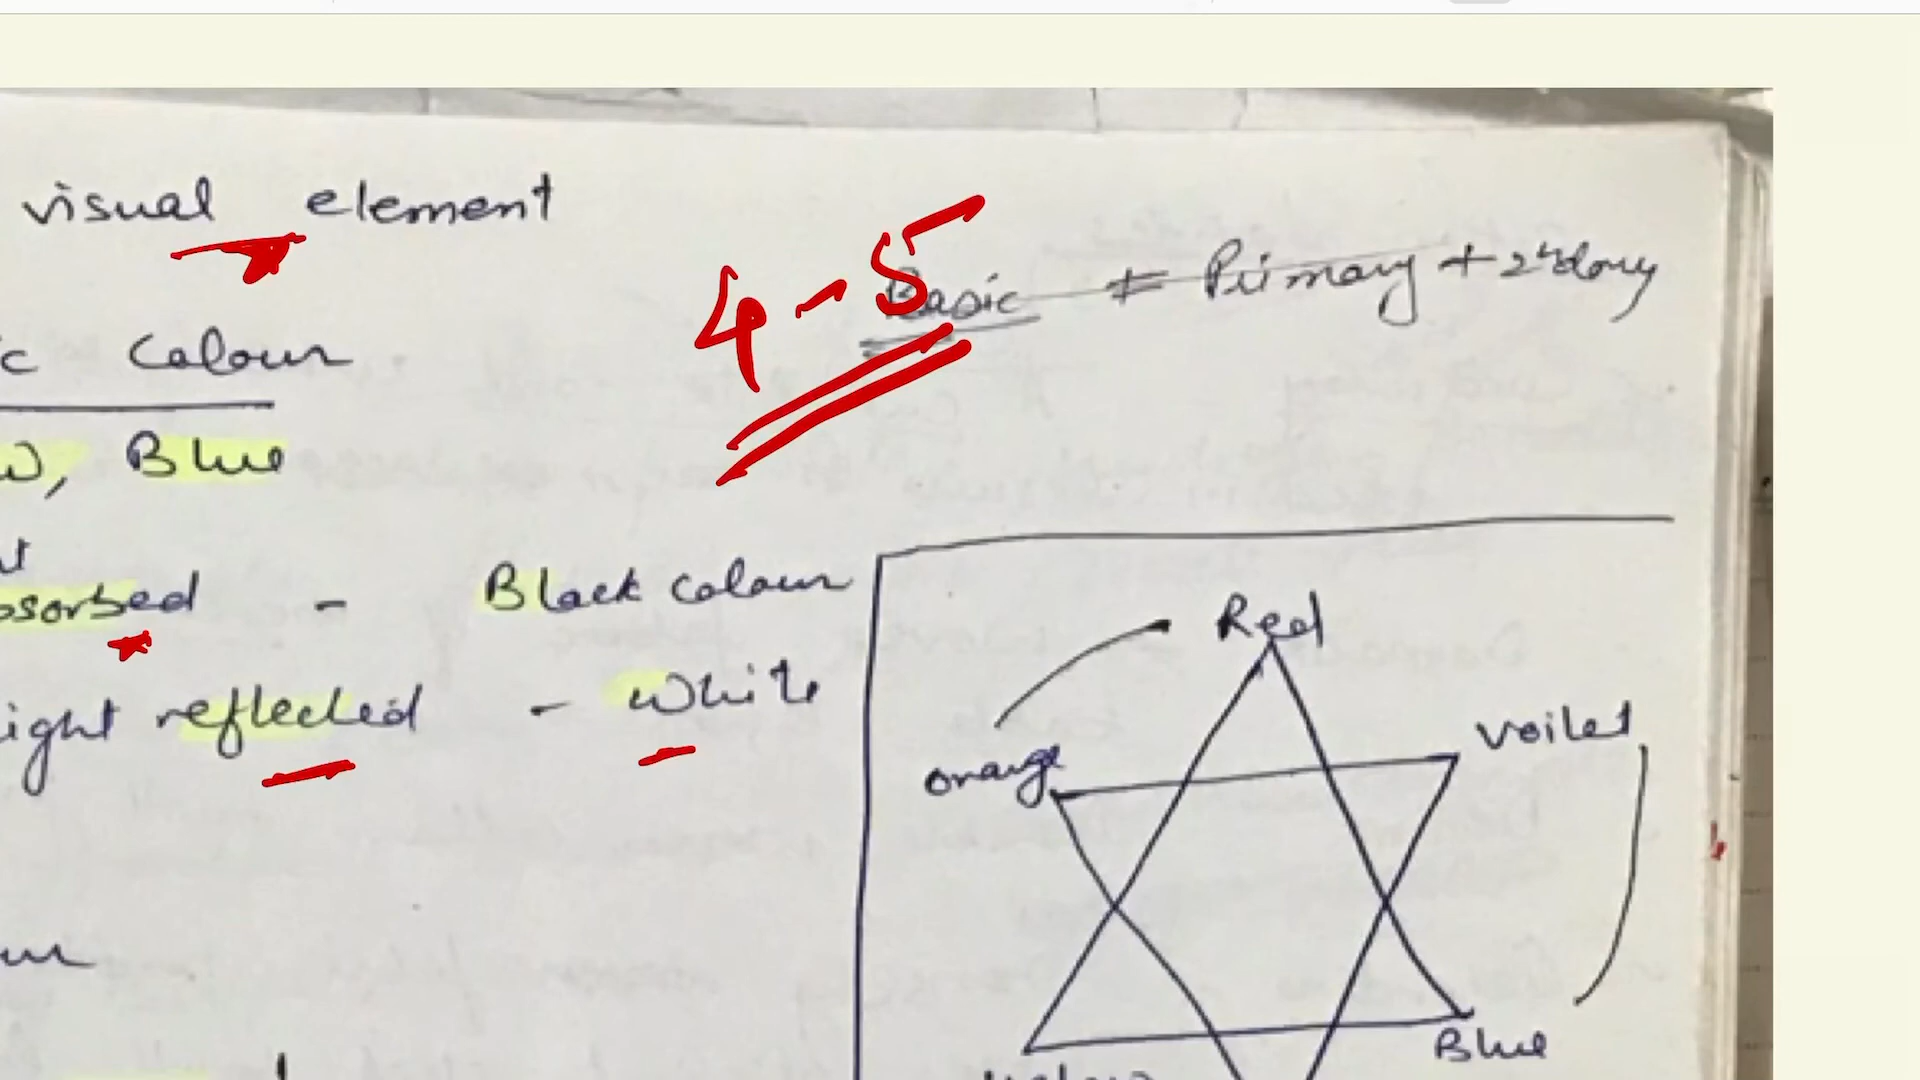 visual element
4-5
Basic ≠ Primary + 2ndary
c Colour
w, Blue
sorbed - Black colour
ight reflected - White
Red
Voilet
orange
Blue